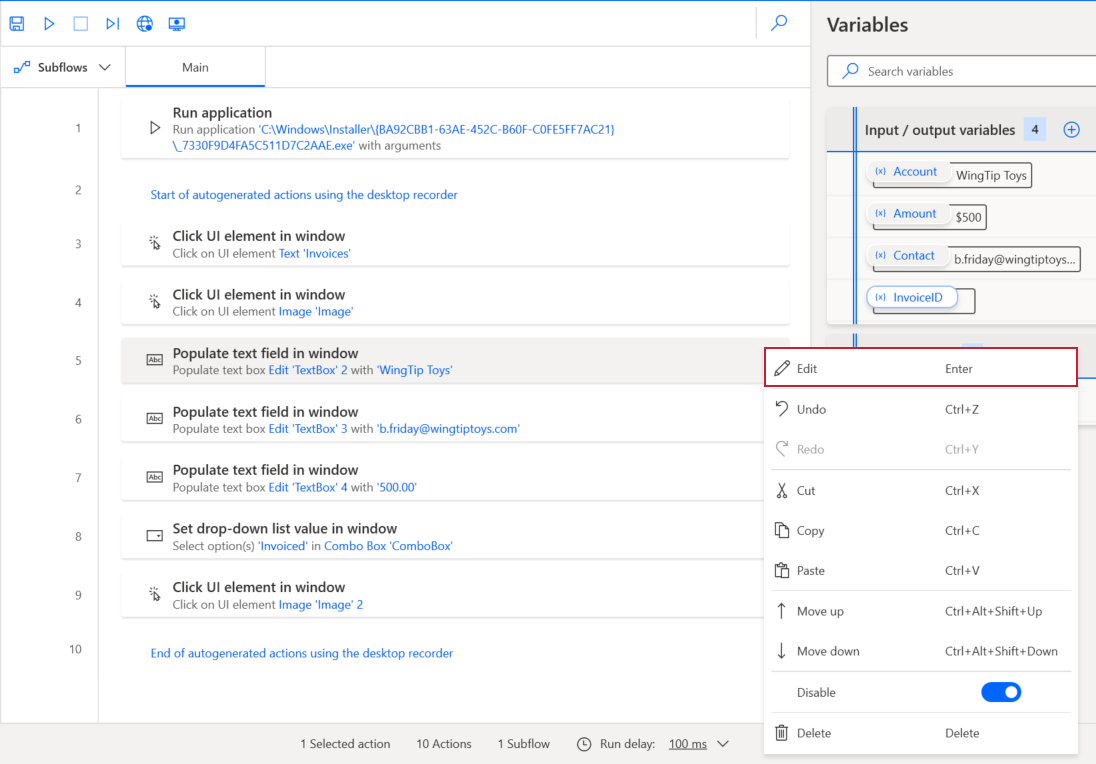 Variables
Subflows
Main
Search variables
1
Run application
Run application 'C:\Windows\Installer\{BA92CBB1-63AE-452C-B60F-C0FE5FF7AC21}
\_7330F9D4FA5C511D7C2AAE.exe' with arguments
2
Start of autogenerated actions using the desktop recorder
3
Click UI element in window
Click on UI element Text 'Invoices'
4
Click UI element in window
Click on UI element Image 'Image'
5
Abc
Populate text field in window
Populate text box Edit 'TextBox' 2 with 'WingTip Toys'
6
Abc
Populate text field in window
Populate text box Edit 'TextBox' 3 with 'b.friday@wingtiptoys.com'
7
Abc
Populate text field in window
Populate text box Edit 'TextBox' 4 with '500.00'
8
Set drop-down list value in window
Select option(s) 'Invoiced' in Combo Box 'ComboBox'
9
Click UI element in window
Click on UI element Image 'Image' 2
10
End of autogenerated actions using the desktop recorder
Input / output variables 4
(x) Account WingTip Toys
(x) Amount $500
(x) Contact b.friday@wingtiptoys...
(x) InvoiceID
Edit Enter
Undo Ctrl+Z
Redo Ctrl+Y
Cut Ctrl+X
Copy Ctrl+C
Paste Ctrl+V
Move up Ctrl+Alt+Shift+Up
Move down Ctrl+Alt+Shift+Down
Disable
Delete Delete
1 Selected action 10 Actions 1 Subflow Run delay: 100 ms